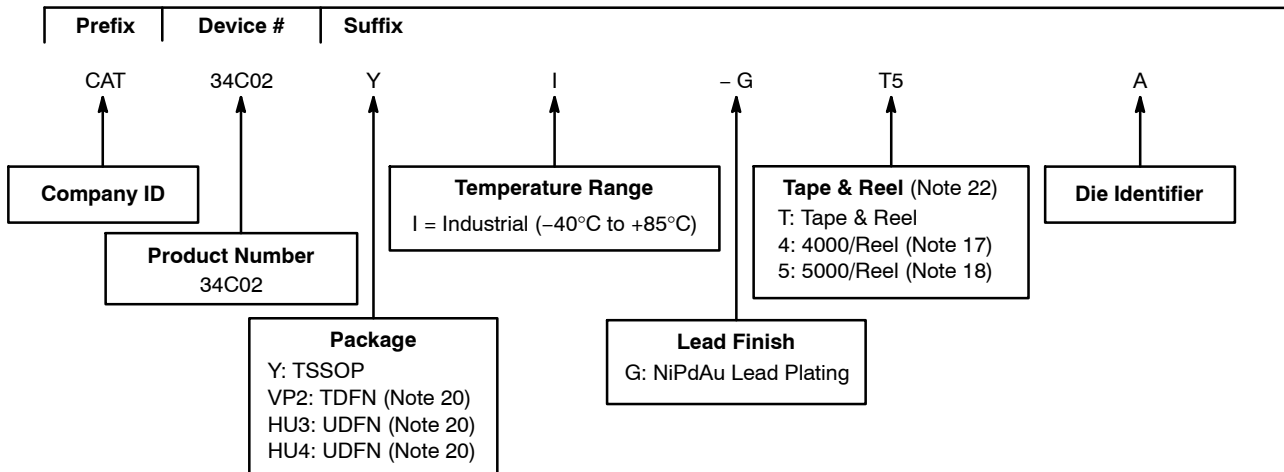 Prefix Device # Suffix
CAT 34C02 Y I – G T5 A
Company ID
Product Number
34C02
Package
Y: TSSOP
VP2: TDFN (Note 20)
HU3: UDFN (Note 20)
HU4: UDFN (Note 20)
Temperature Range
I = Industrial (−40°C to +85°C)
Lead Finish
G: NiPdAu Lead Plating
Tape & Reel (Note 22)
T: Tape & Reel
4: 4000/Reel (Note 17)
5: 5000/Reel (Note 18)
Die Identifier